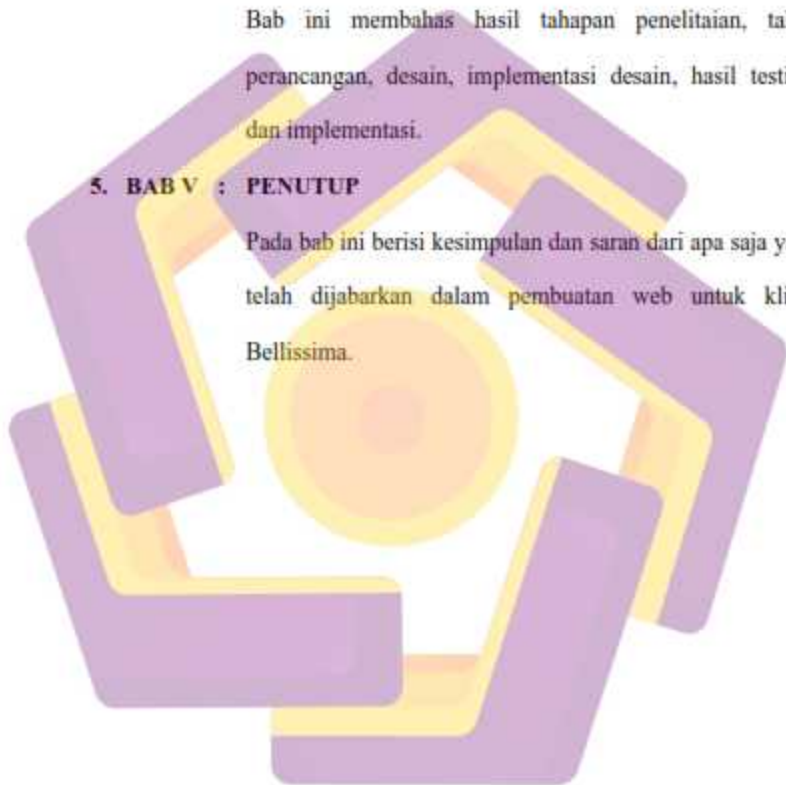 Bab ini membahas hasil tahapan penelitaian, ta
perancangan, desain, implementasi desain, hasil testi
dan implementasi.
5. BAB V : PENUTUP
Pada bab ini berisi kesimpulan dan saran dari apa saja y
telah dijabarkan dalam pembuatan web untuk kli
Bellissima.